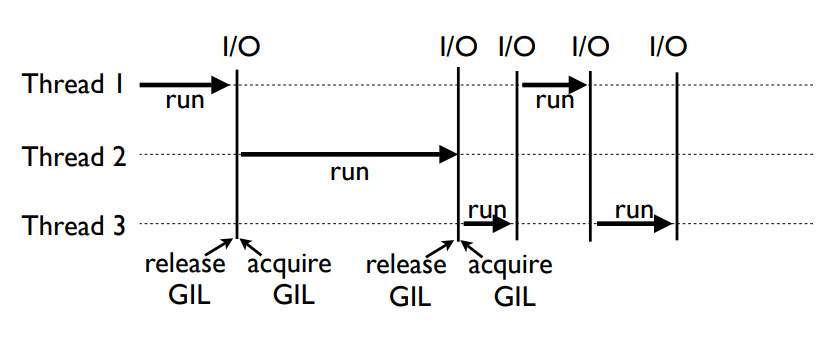 I/O I/O I/O I/O I/O
Thread 1
run run
Thread 2
run
run run
Thread 3
release acquire release acquire
GIL GIL GIL GIL